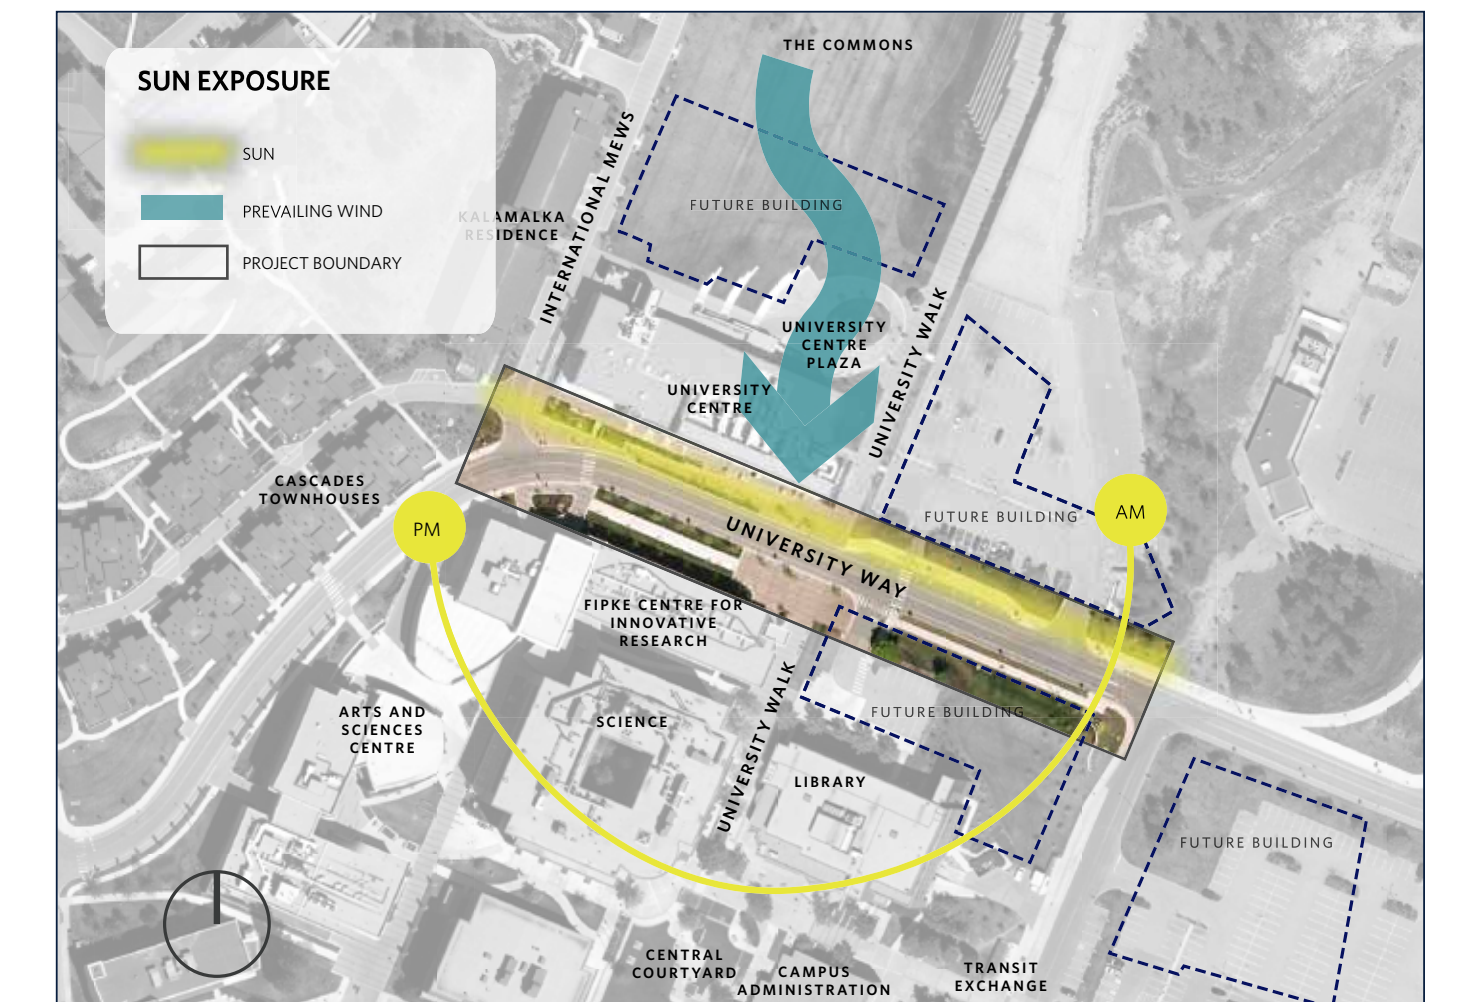 THE COMMONS
SUN EXPOSURE
SUN
PREVAILING WIND
PROJECT BOUNDARY
INTERNATIONAL MEWS
KALAMALKA
RESIDENCE
FUTURE BUILDING
UNIVERSITY
CENTRE
PLAZA
UNIVERSITY WALK
UNIVERSITY
CENTRE
CASCADES
TOWNHOUSES
PM
UNIVERSITY WAY
FUTURE BUILDING
AM
FIPKE CENTRE FOR
INNOVATIVE
RESEARCH
ARTS AND
SCIENCES
CENTRE
SCIENCE
UNIVERSITY WALK
FUTURE BUILDING
LIBRARY
FUTURE BUILDING
CENTRAL
COURTYARD
CAMPUS
ADMINISTRATION
TRANSIT
EXCHANGE